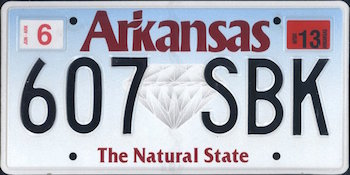 6
Arkansas
13
607 SBK
The Natural State